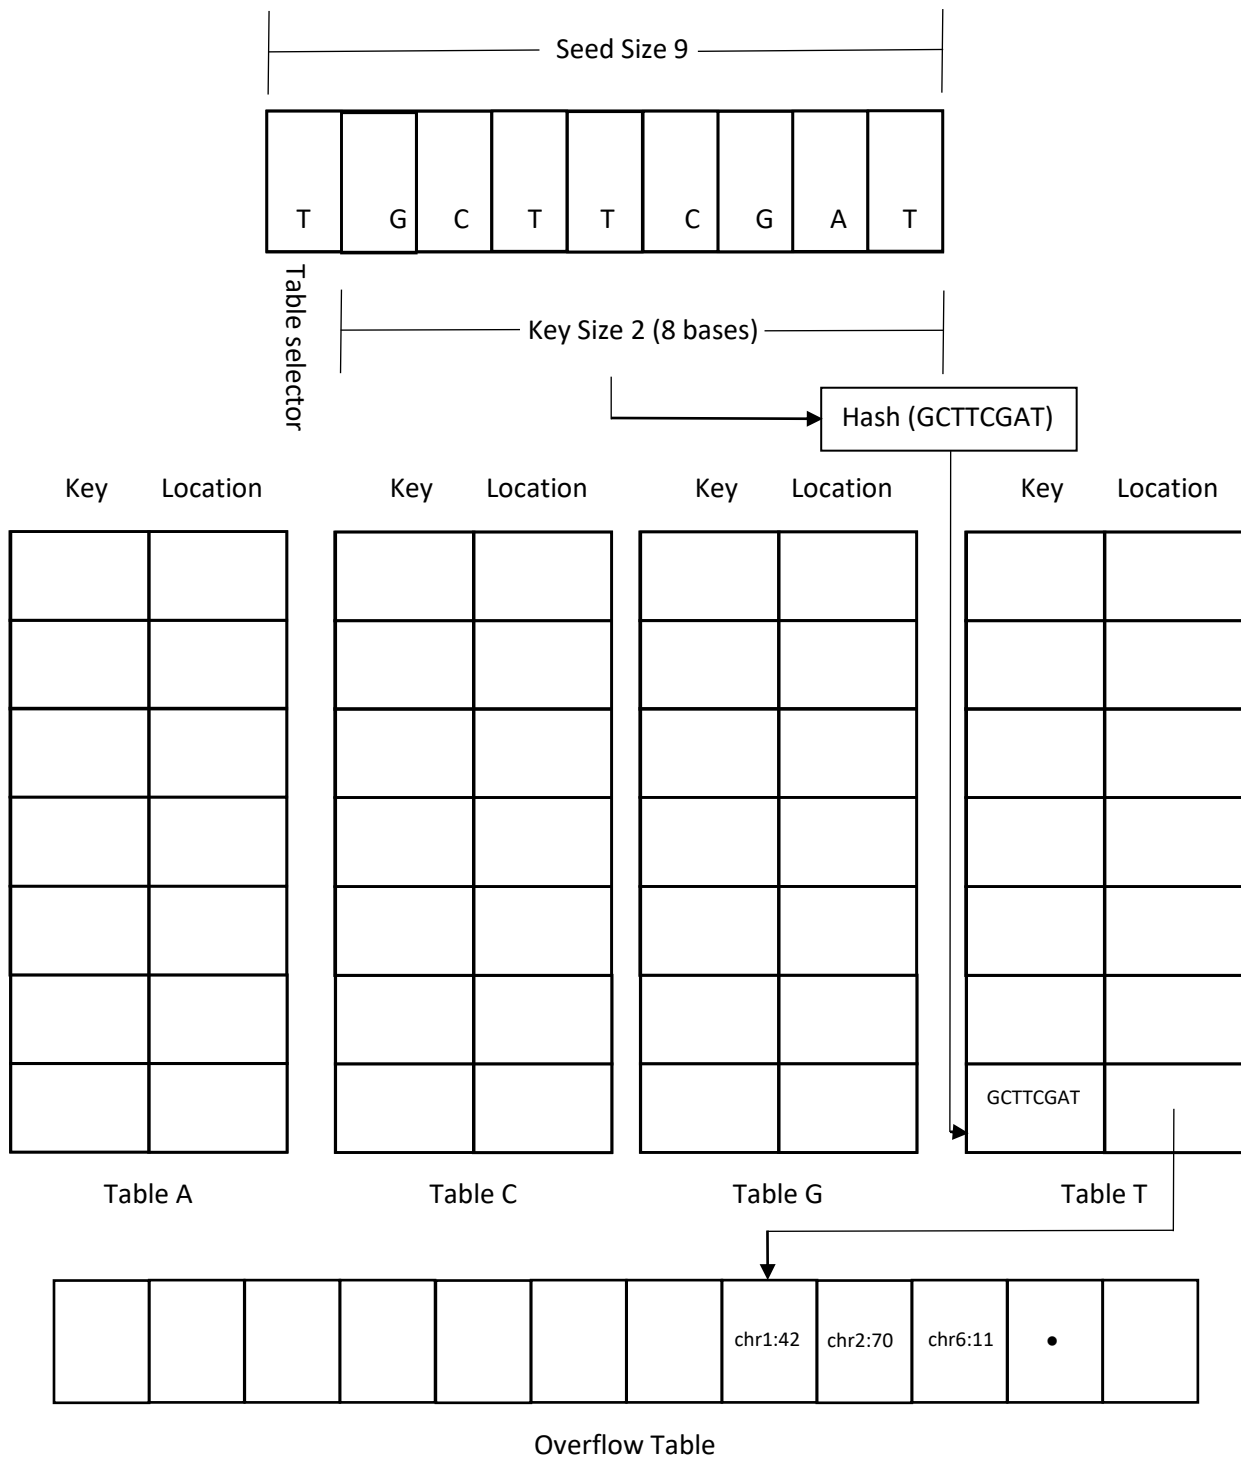 Seed Size 9
T G C T T C G A T
Table selector
Key Size 2 (8 bases)
Hash (GCTTCGAT)
Key Location Key Location Key Location Key Location
GCTTCGAT
Table A Table C Table G Table T
chr1:42 chr2:70 chr6:11 •
Overflow Table